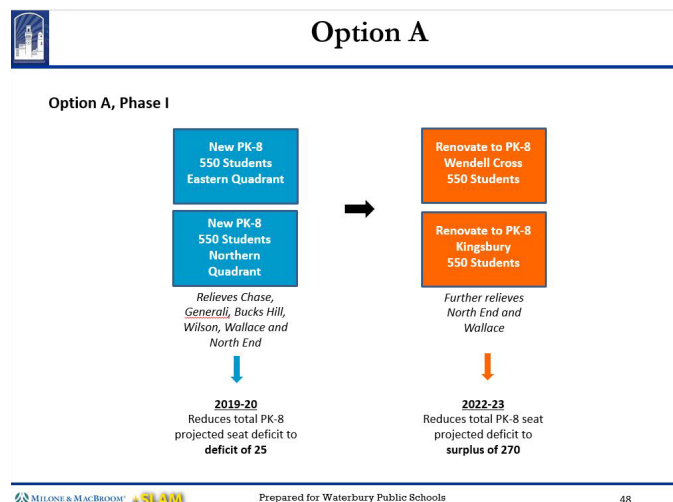 Option A
Option A, Phase I
New PK-8
550 Students
Eastern Quadrant
New PK-8
550 Students
Northern
Quadrant
Relieves Chase,
Generali, Bucks Hill,
Wilson, Wallace and
North End
2019-20
Reduces total PK-8
projected seat deficit to
deficit of 25
Renovate to PK-8
Wendell Cross
550 Students
Renovate to PK-8
Kingsbury
550 Students
Further relieves
North End and
Wallace
2022-23
Reduces total PK-8 seat
projected deficit to
surplus of 270
MILONE & MACBROOM
SLAM
Prepared for Waterbury Public Schools
48